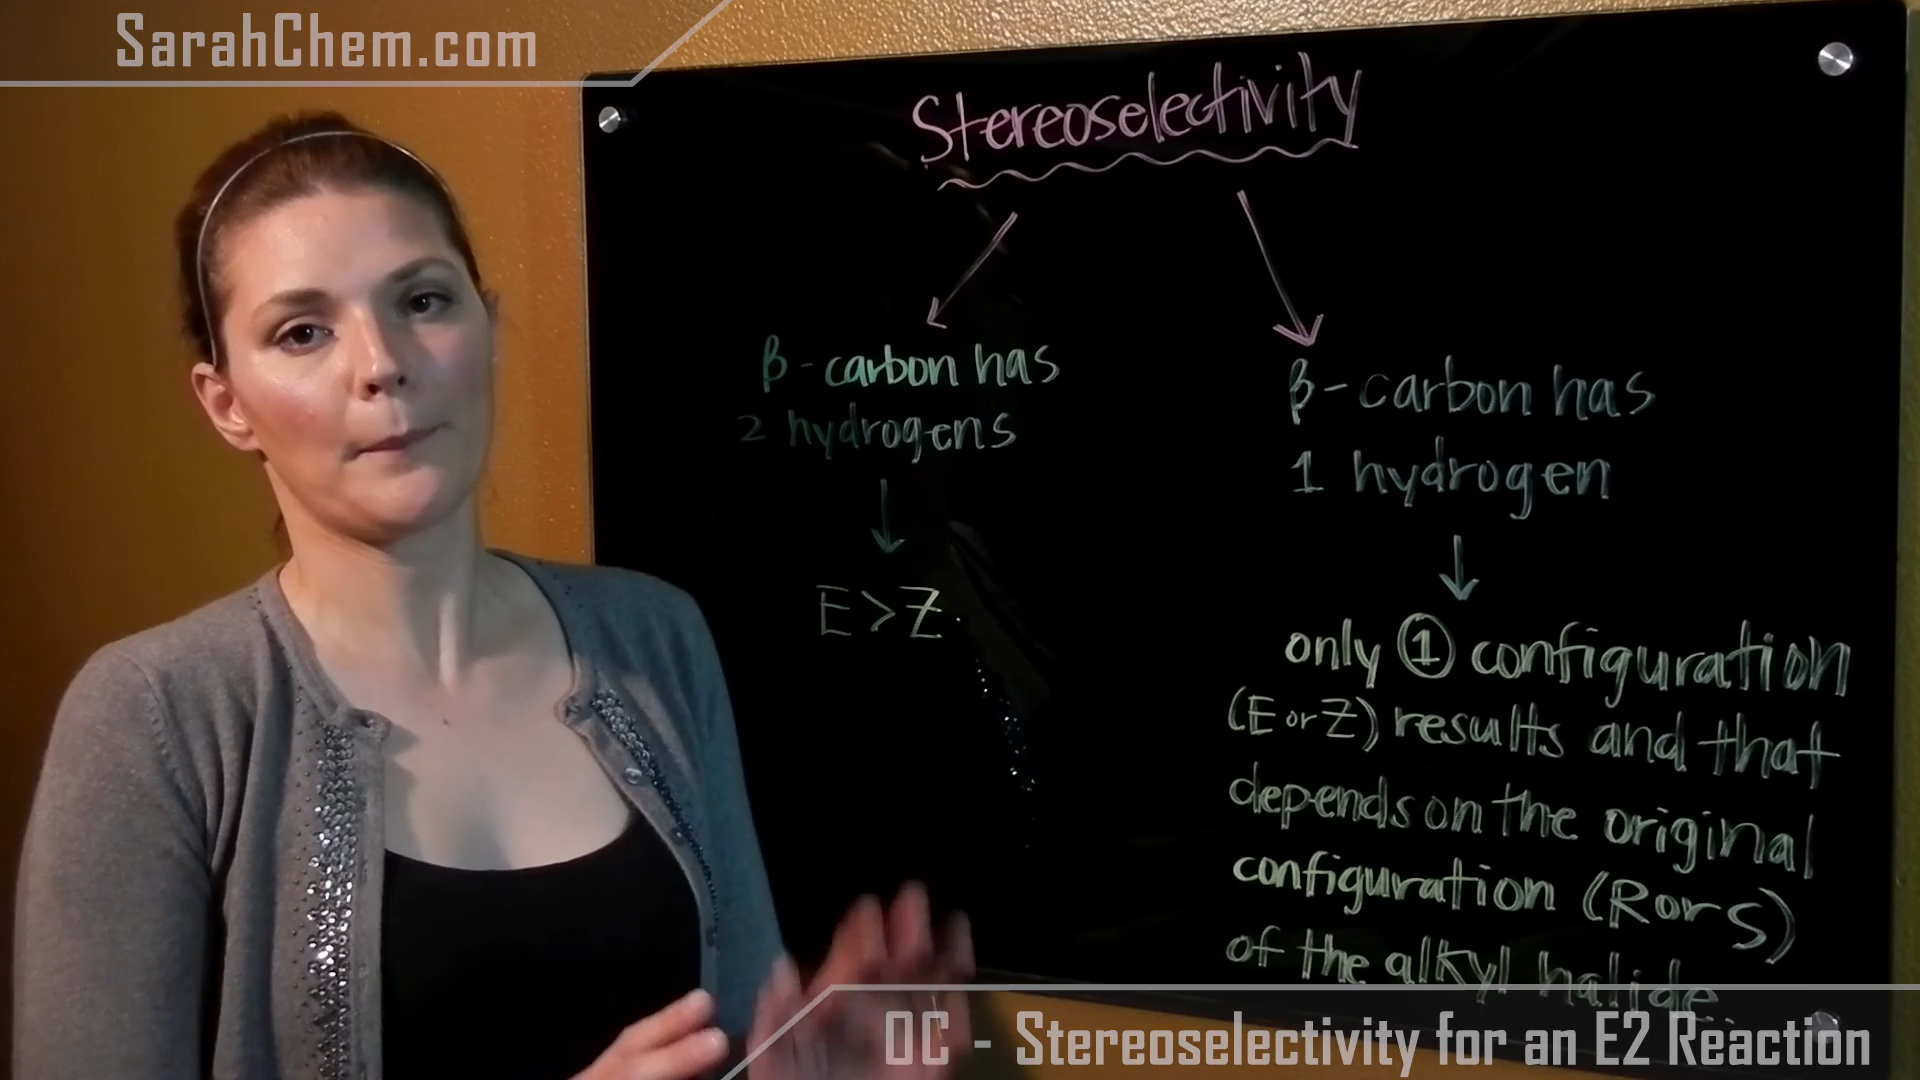 SarahChem.com
Stereoselectivity
β-carbon has
2 hydrogens
E>Z
β-carbon has
1 hydrogen
only ① configuration
(E or Z) results and that
depends on the original
configuration (R or S)
of the alkyl halide
OC - Stereoselectivity for an E2 Reaction